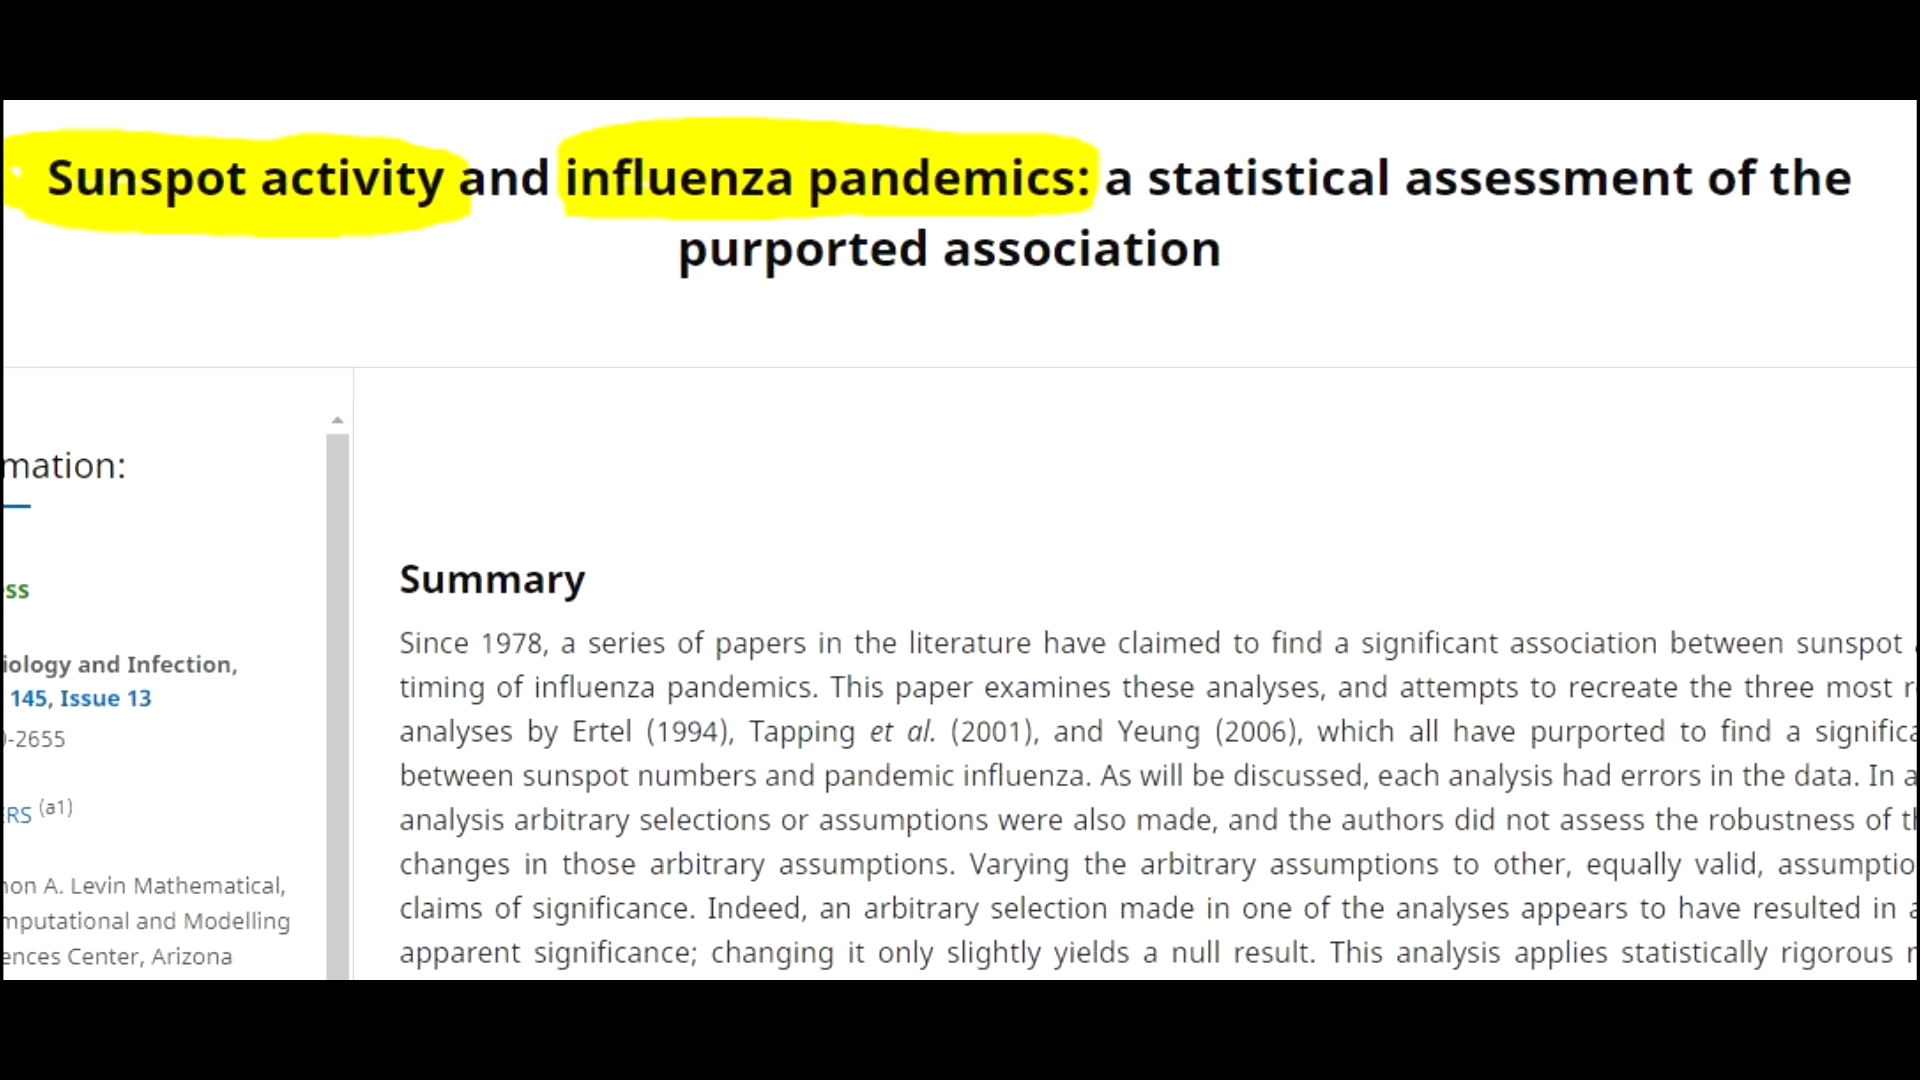 Sunspot activity and influenza pandemics: a statistical assessment of the
purported association
mation:
ss
iology and Infection,
145, Issue 13
-2655
ERS (a1)
non A. Levin Mathematical,
mputational and Modelling
ences Center, Arizona
Summary
Since 1978, a series of papers in the literature have claimed to find a significant association between sunspot
timing of influenza pandemics. This paper examines these analyses, and attempts to recreate the three most r
analyses by Ertel (1994), Tapping et al. (2001), and Yeung (2006), which all have purported to find a significa
between sunspot numbers and pandemic influenza. As will be discussed, each analysis had errors in the data. In a
analysis arbitrary selections or assumptions were also made, and the authors did not assess the robustness of t
changes in those arbitrary assumptions. Varying the arbitrary assumptions to other, equally valid, assumptio
claims of significance. Indeed, an arbitrary selection made in one of the analyses appears to have resulted in a
apparent significance; changing it only slightly yields a null result. This analysis applies statistically rigorous